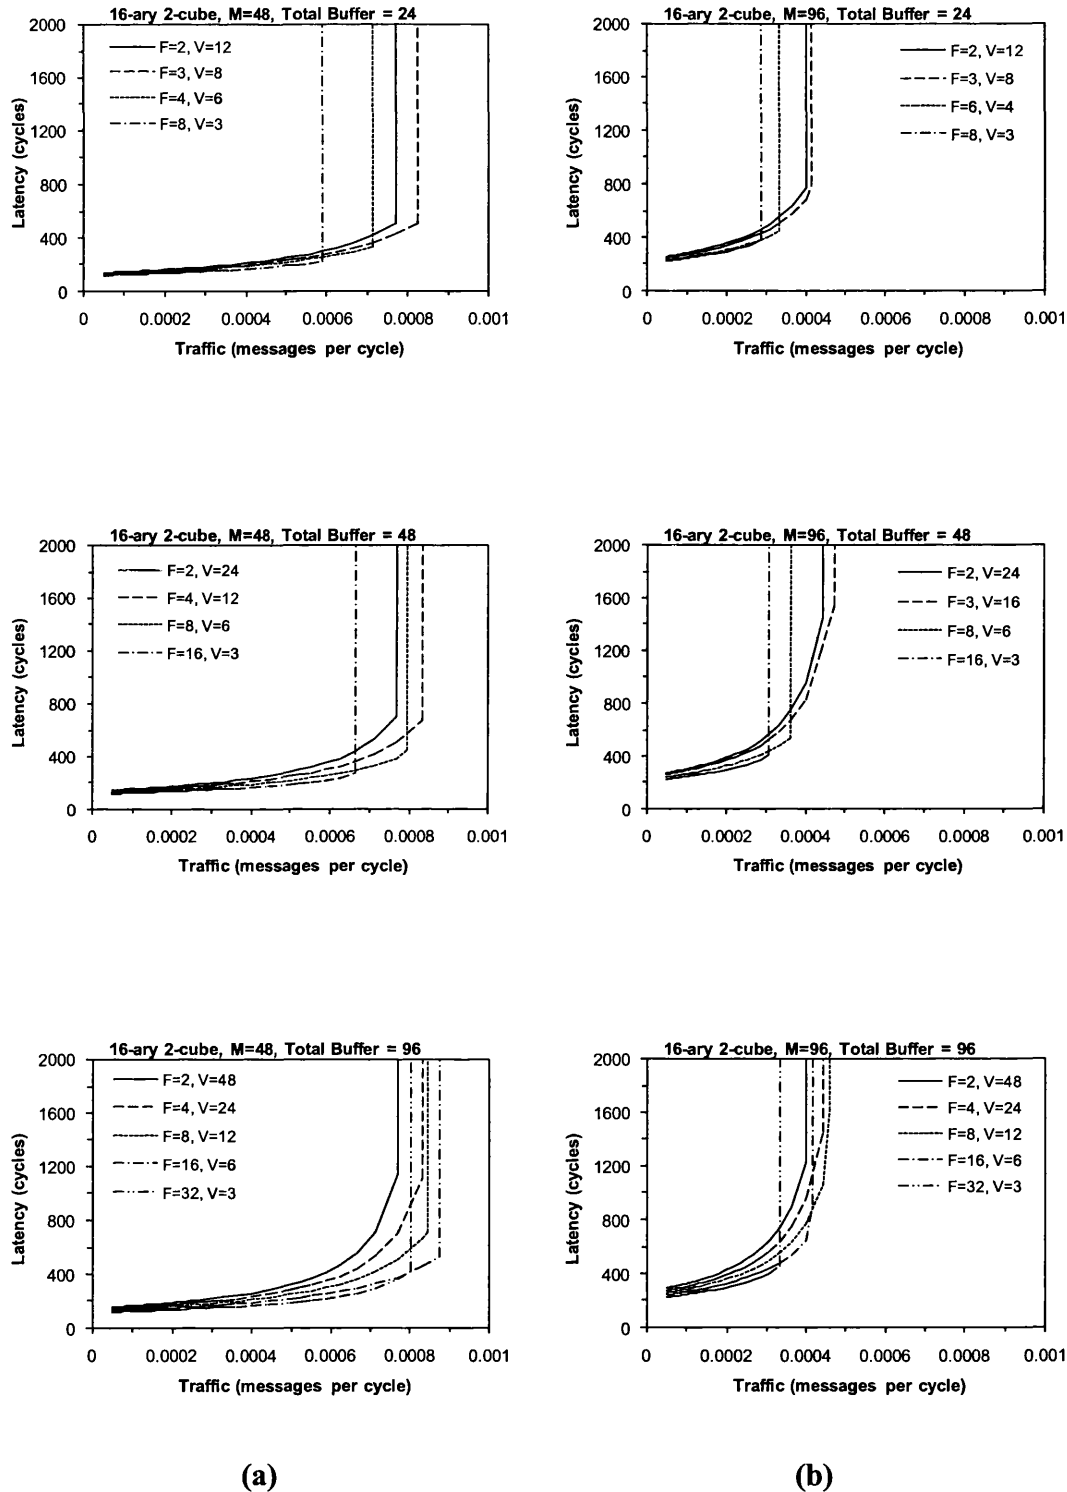 16-ary 2-cube, M=48, Total Buffer = 24
2000
1600
1200
800
400
0
Latency (cycles)
F=2, V=12
F=3, V=8
F=4, V=6
F=8, V=3
0 0.0002 0.0004 0.0006 0.0008 0.001
Traffic (messages per cycle)
16-ary 2-cube, M=96, Total Buffer = 24
2000
1600
1200
800
400
0
Latency (cycles)
F=2, V=12
F=3, V=8
F=6, V=4
F=8, V=3
0 0.0002 0.0004 0.0006 0.0008 0.001
Traffic (messages per cycle)
16-ary 2-cube, M=48, Total Buffer = 48
2000
1600
1200
800
400
0
Latency (cycles)
F=2, V=24
F=4, V=12
F=8, V=6
F=16, V=3
0 0.0002 0.0004 0.0006 0.0008 0.001
Traffic (messages per cycle)
16-ary 2-cube, M=96, Total Buffer = 48
2000
1600
1200
800
400
0
Latency (cycles)
F=2, V=24
F=3, V=16
F=8, V=6
F=16, V=3
0 0.0002 0.0004 0.0006 0.0008 0.001
Traffic (messages per cycle)
16-ary 2-cube, M=48, Total Buffer = 96
2000
1600
1200
800
400
0
Latency (cycles)
F=2, V=48
F=4, V=24
F=8, V=12
F=16, V=6
F=32, V=3
0 0.0002 0.0004 0.0006 0.0008 0.001
Traffic (messages per cycle)
16-ary 2-cube, M=96, Total Buffer = 96
2000
1600
1200
800
400
0
Latency (cycles)
F=2, V=48
F=4, V=24
F=8, V=12
F=16, V=6
F=32, V=3
0 0.0002 0.0004 0.0006 0.0008 0.001
Traffic (messages per cycle)
(a)
(b)